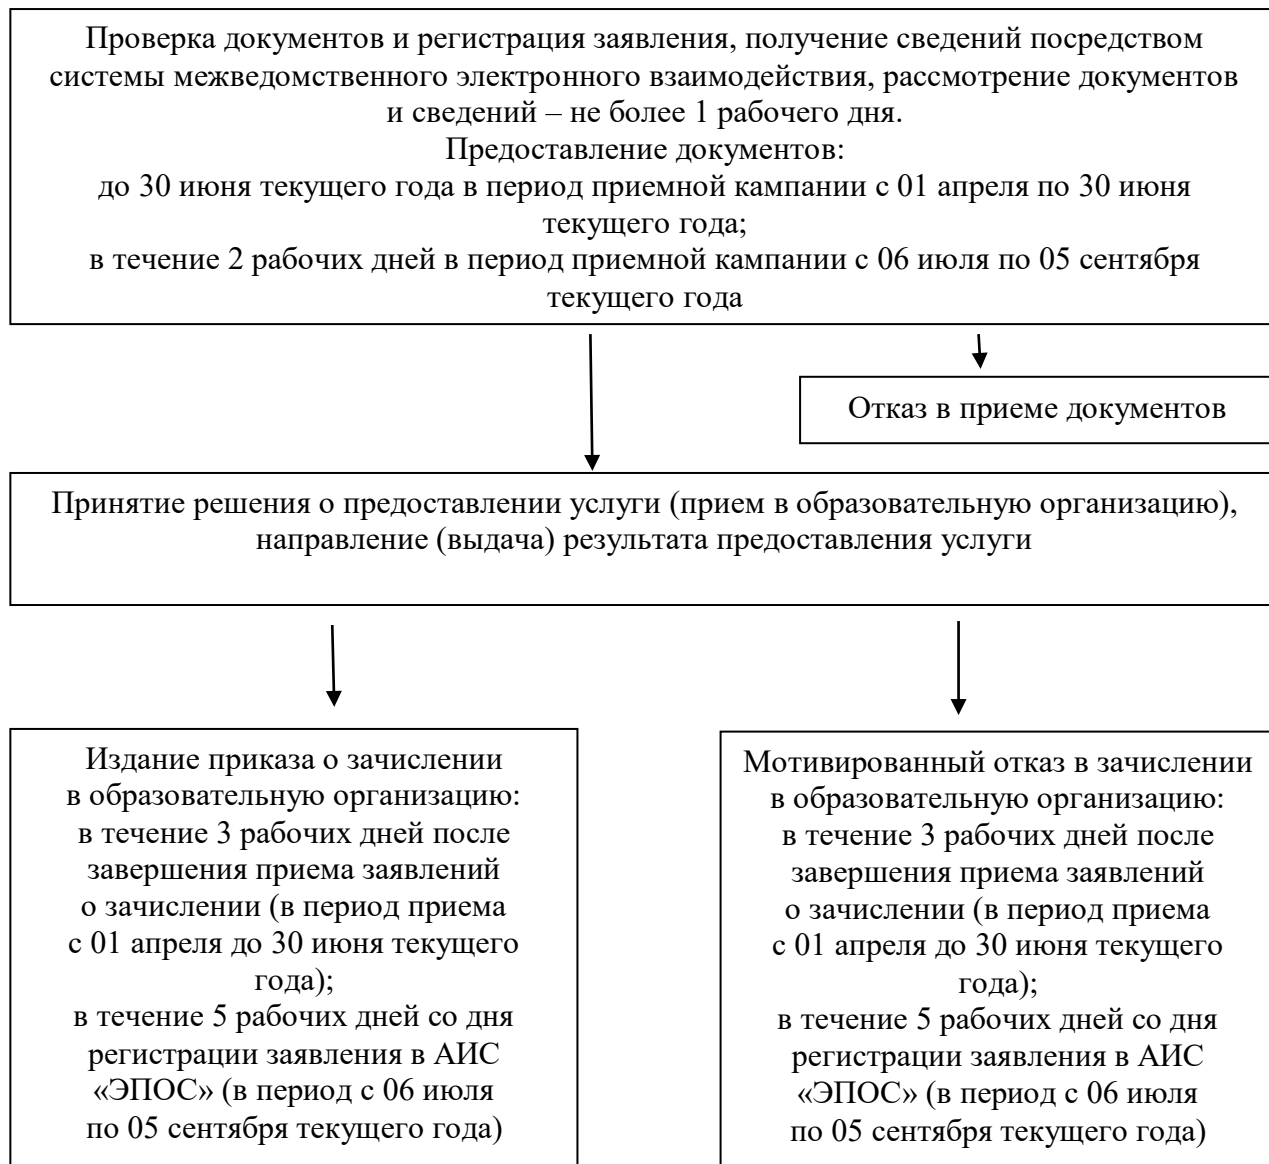 Проверка документов и регистрация заявления, получение сведений посредством
системы межведомственного электронного взаимодействия, рассмотрение документов
и сведений – не более 1 рабочего дня.
Предоставление документов:
до 30 июня текущего года в период приемной кампании с 01 апреля по 30 июня
текущего года;
в течение 2 рабочих дней в период приемной кампании с 06 июля по 05 сентября
текущего года
Отказ в приеме документов
Принятие решения о предоставлении услуги (прием в образовательную организацию),
направление (выдача) результата предоставления услуги
Издание приказа о зачислении
в образовательную организацию:
в течение 3 рабочих дней после
завершения приема заявлений
о зачислении (в период приема
с 01 апреля до 30 июня текущего
года);
в течение 5 рабочих дней со дня
регистрации заявления в АИС
«ЭПОС» (в период с 06 июля
по 05 сентября текущего года)
Мотивированный отказ в зачислении
в образовательную организацию:
в течение 3 рабочих дней после
завершения приема заявлений
о зачислении (в период приема
с 01 апреля до 30 июня текущего
года);
в течение 5 рабочих дней со дня
регистрации заявления в АИС
«ЭПОС» (в период с 06 июля
по 05 сентября текущего года)